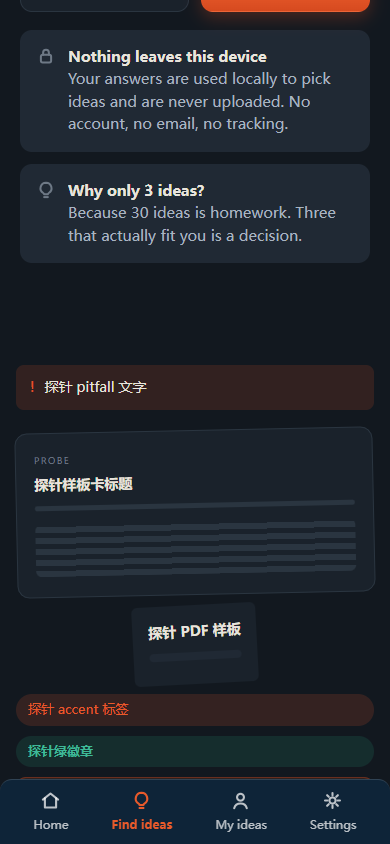 Nothing leaves this device
Your answers are used locally to pick
ideas and are never uploaded. No
account, no email, no tracking.
Why only 3 ideas?
Because 30 ideas is homework. Three
that actually fit you is a decision.
! 探针 pitfall 文字
PROBE
探针样板卡标题
探针 PDF 样板
探针 accent 标签
探针绿徽章
Home
Find ideas
My ideas
Settings